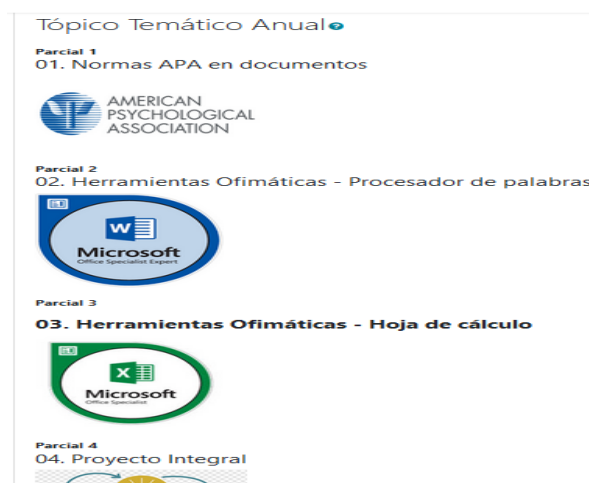 Tópico Temático Anual
Parcial 1
01. Normas APA en documentos
AMERICAN
PSYCHOLOGICAL
ASSOCIATION
Parcial 2
02. Herramientas Ofimáticas - Procesador de palabras
W
Microsoft
Office Specialist Expert
Parcial 3
03. Herramientas Ofimáticas - Hoja de cálculo
X
Microsoft
Office Specialist
Parcial 4
04. Proyecto Integral